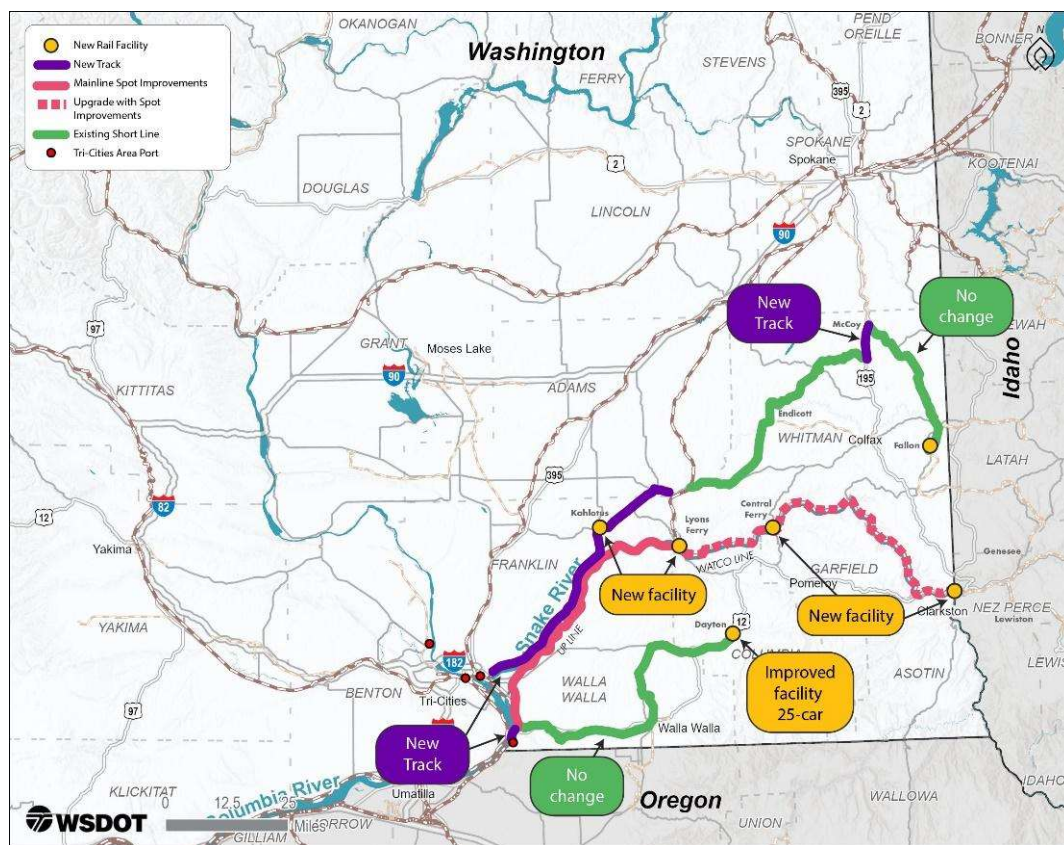 New Rail Facility
New Track
Mainline Spot Improvements
Upgrade with Spot
Improvements
Existing Short Line
Tri-Cities Area Port
OKANOGAN
Washington
FERRY
STEVENS
PEND
OREILLE
BONNER
N
395
2
SPOKANE
Spokane
KOOTENAI
2
DOUGLAS
LINCOLN
90
New
Track
McCoy
No
change
EWAH
Idaho
97
KITTITAS
GRANT
Moses Lake
90
ADAMS
195
Endicott
WHITMAN
Colfax
Fallon
LATAH
395
82
12
Yakima
Kahlotus
Lyons
Ferry
Central
Ferry
WATCO LINE
GARFIELD
Pomeroy
Genesee
FRANKLIN
New facility
New facility
Clarkston
NEZ PERCE
Lewiston
Snake River
UP LINE
YAKIMA
Dayton
12
COLUMBIA
LEWIS
182
BENTON
Tri-Cities
WALLA
WALLA
Improved
facility
25-car
ASOTIN
97
New
Track
Walla Walla
No
change
IDAHO
KLICKITAT
Columbia River
Umatilla
Oregon
WALLOWA
UNION
0 12.5 25
Miles
WSDOT
GILLIAM
ORROW